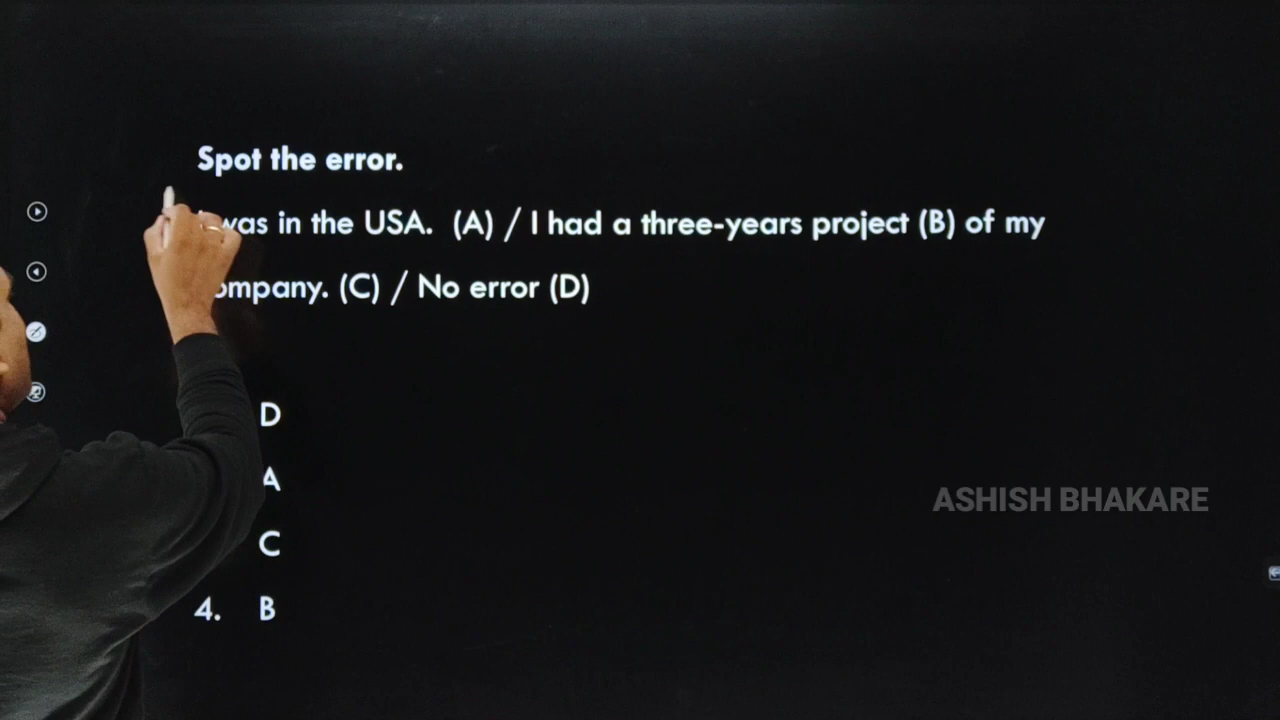 Spot the error.
was in the USA. (A) / I had a three-years project (B) of my
ompany. (C) / No error (D)
D
A
C
4. B
ASHISH BHAKARE